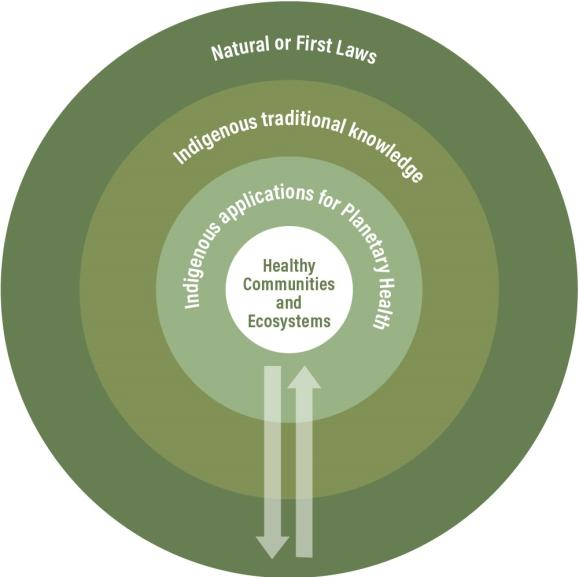 Natural or First Laws
Indigenous traditional knowledge
Indigenous applications for Planetary Health
Healthy
Communities
and
Ecosystems